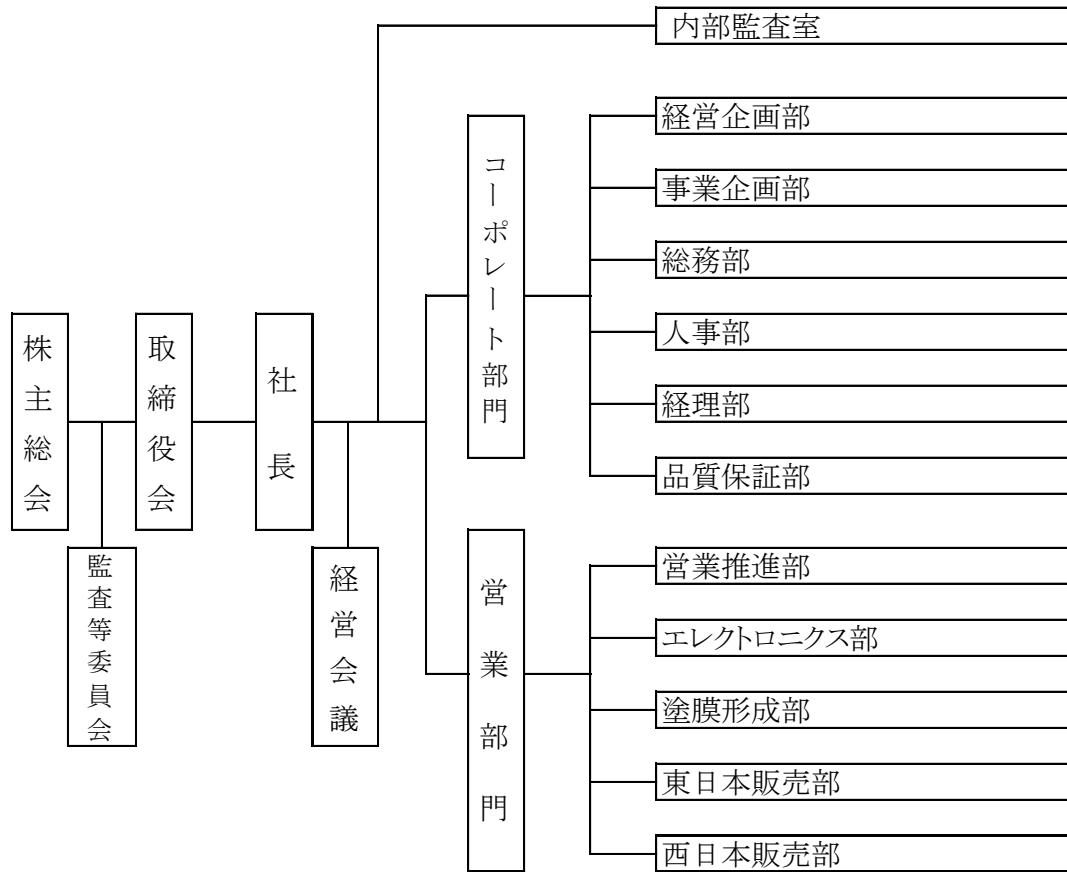 内部監査室
経営企画部
事業企画部
総務部
人事部
経理部
品質保証部
コーポレート部門
株主総会
取締役会
社長
監査等委員会
経営会議
営業部門
営業推進部
エレクトロニクス部
塗膜形成部
東日本販売部
西日本販売部